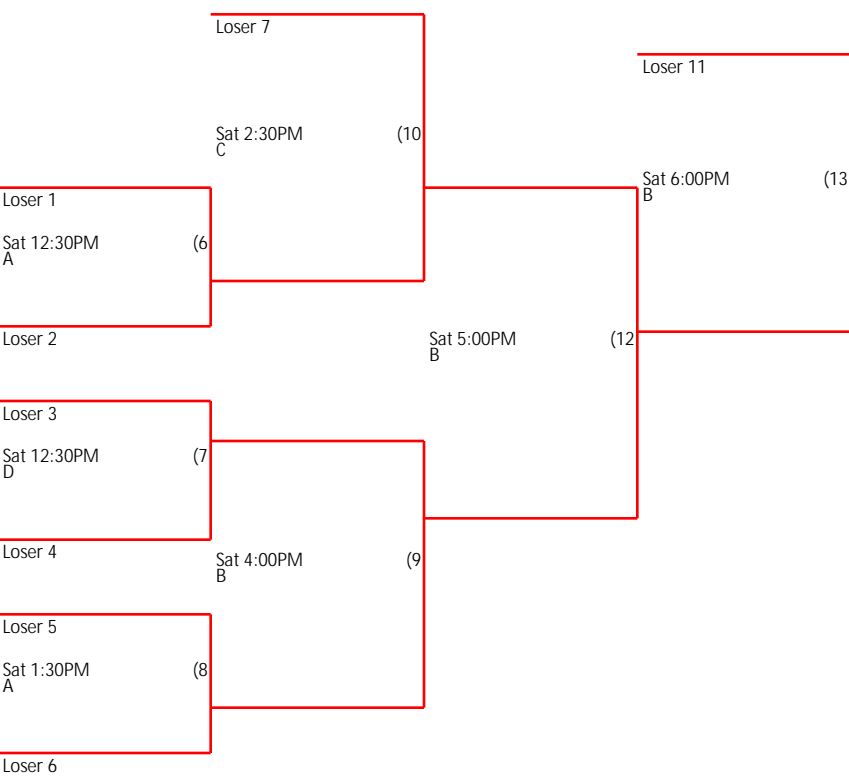 Loser 7
Loser 11
Sat 2:30PM (10
C
Sat 6:00PM (13
B
Loser 1
Sat 12:30PM (6
A
Loser 2
Sat 5:00PM (12
B
Loser 3
Sat 12:30PM (7
D
Loser 4
Sat 4:00PM (9
B
Loser 5
Sat 1:30PM (8
A
Loser 6